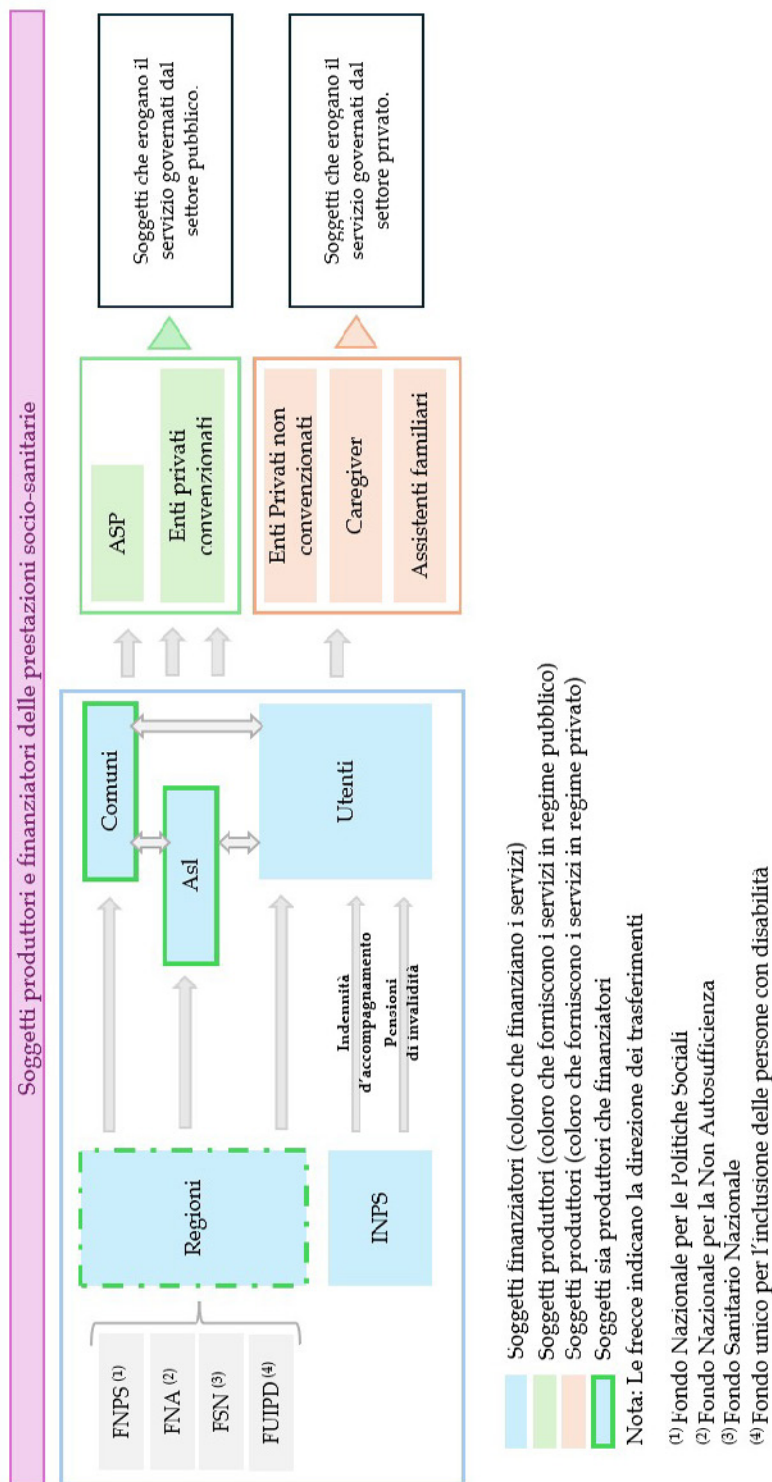 Soggetti produttori e finanziatori delle prestazioni socio-sanitarie
FNPS (1)
FNA (2)
FSN (3)
FUIPD (4)
Regioni
INPS
Indennità
d'accompagnamento
Pensioni
di invalidità
Comuni
Asl
Utenti
ASP
Enti privati
convenzionati
Enti Privati non
convenzionati
Caregiver
Assistenti familiari
Soggetti che erogano il
servizio governati dal
settore pubblico.
Soggetti che erogano il
servizio governati dal
settore privato.
Soggetti finanziatori (coloro che finanziano i servizi)
Soggetti produttori (coloro che forniscono i servizi in regime pubblico)
Soggetti produttori (coloro che forniscono i servizi in regime privato)
Soggetti sia produttori che finanziatori
Nota: Le frecce indicano la direzione dei trasferimenti
(1) Fondo Nazionale per le Politiche Sociali
(2) Fondo Nazionale per la Non Autosufficienza
(3) Fondo Sanitario Nazionale
(4) Fondo unico per l'inclusione delle persone con disabilità